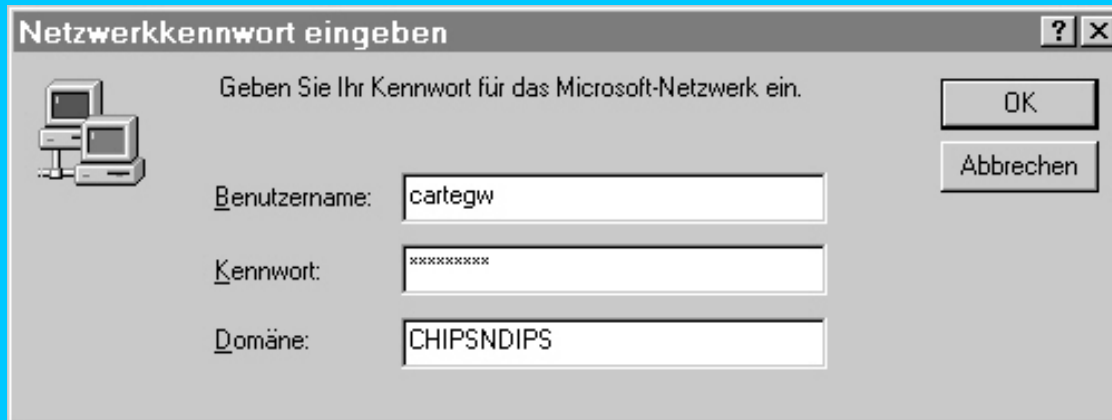 Netzwerkkennwort eingeben
Geben Sie Ihr Kennwort für das Microsoft-Netzwerk ein.
OK
Abbrechen
Benutzername: cartegw
Kennwort: *********
Domäne: CHIPSNDIPS